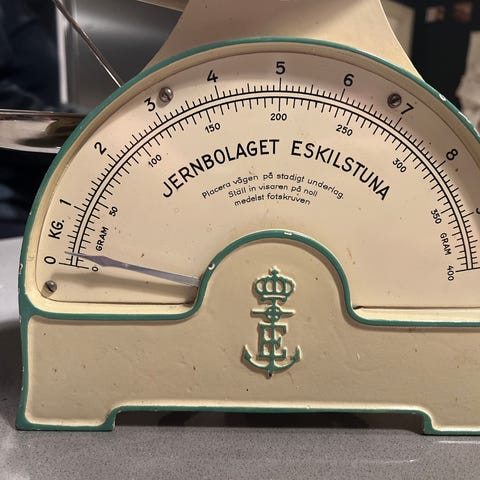 0 KG. 1 2 3 4 5 6 7 8
0 50 100 150 200 250 300 350 400
GRAM GRAM
JERNBOLAGET ESKILSTUNA
Placera vågen på stadigt underlag.
Ställ in visaren på noll
medelst fotskruven
E